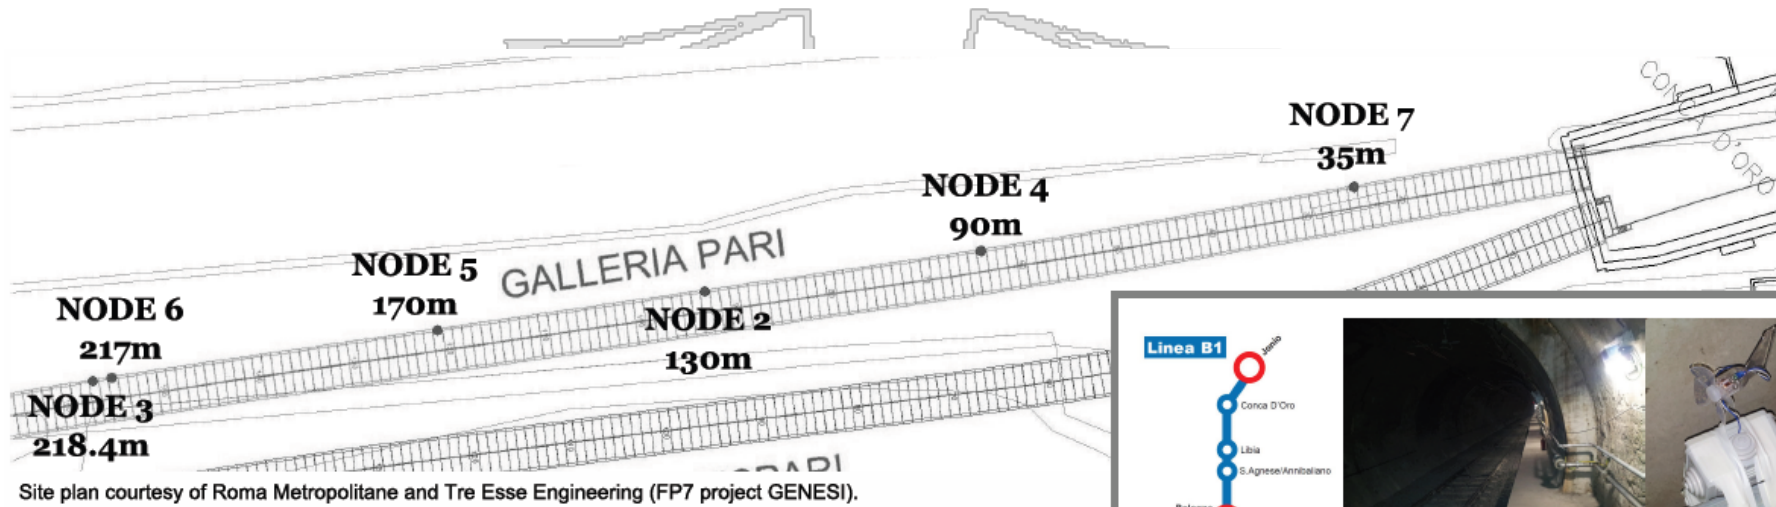 NODE 7
35m
CONCA D'ORO
NODE 4
90m
GALLERIA PARI
NODE 5
170m
NODE 2
130m
NODE 6
217m
NODE 3
218.4m
Linea B1
Jonio
Conca D'Oro
Libia
S.Agnese/Annibaliano
Site plan courtesy of Roma Metropolitane and Tre Esse Engineering (FP7 project GENESI).